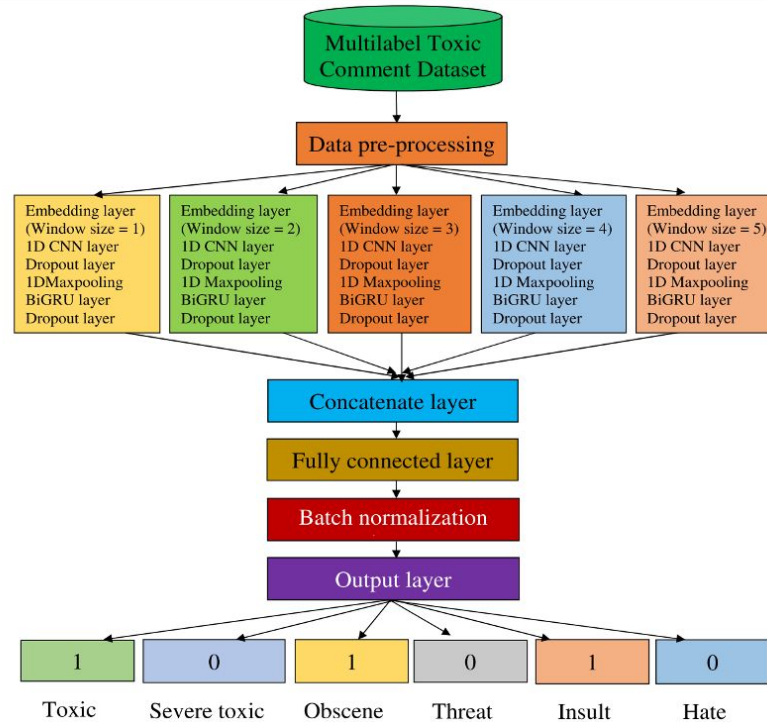 Multilabel Toxic
Comment Dataset
Data pre-processing
Embedding layer
(Window size = 1)
1D CNN layer
Dropout layer
1DMaxpooling
BiGRU layer
Dropout layer
Embedding layer
(Window size = 2)
1D CNN layer
Dropout layer
1D Maxpooling
BiGRU layer
Dropout layer
Embedding layer
(Window size = 3)
1D CNN layer
Dropout layer
1D Maxpooling
BiGRU layer
Dropout layer
Embedding layer
(Window size = 4)
1D CNN layer
Dropout layer
1D Maxpooling
BiGRU layer
Dropout layer
Embedding layer
(Window size = 5)
1D CNN layer
Dropout layer
1D Maxpooling
BiGRU layer
Dropout layer
Concatenate layer
Fully connected layer
Batch normalization
Output layer
1 0 1 0 1 0
Toxic Severe toxic Obscene Threat Insult Hate